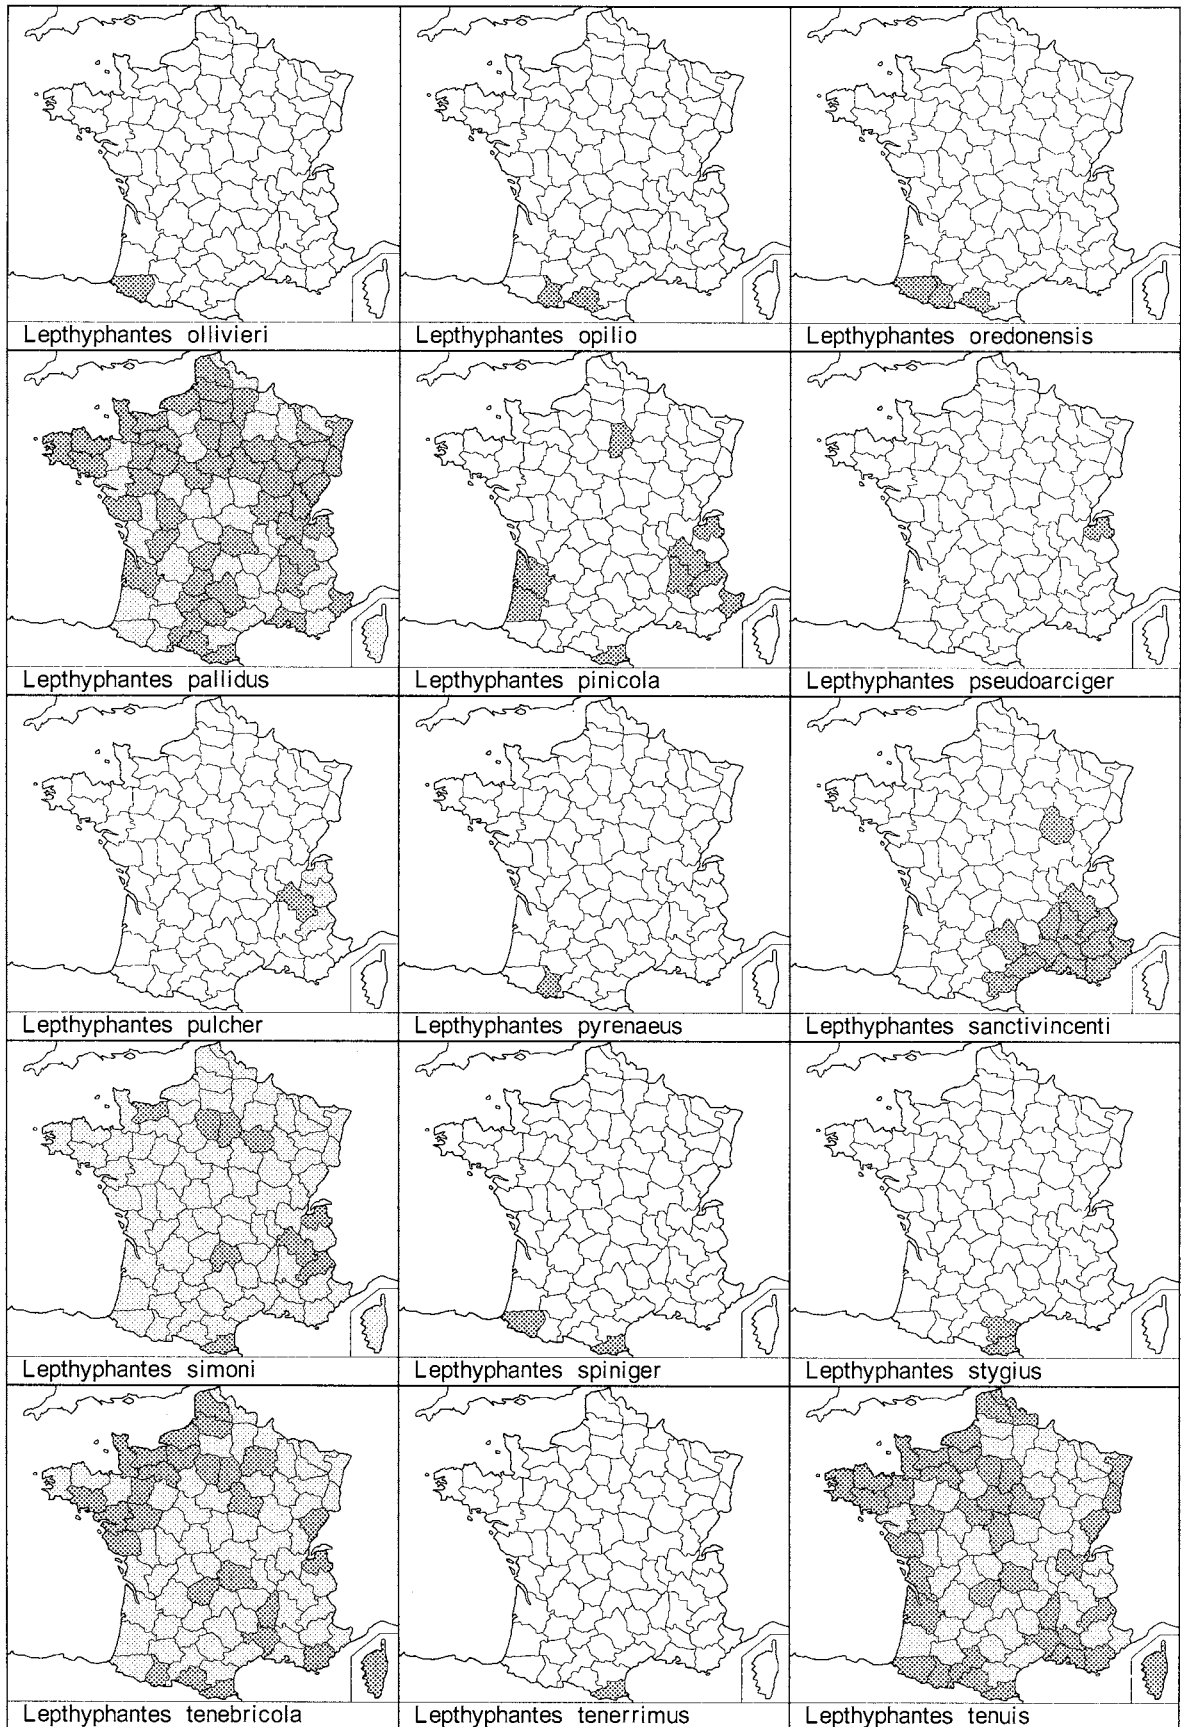 Lepthyphantes ollivieri
Lepthyphantes opilio
Lepthyphantes oredonensis
Lepthyphantes pallidus
Lepthyphantes pinicola
Lepthyphantes pseudoarciger
Lepthyphantes pulcher
Lepthyphantes pyrenaeus
Lepthyphantes sanctivincenti
Lepthyphantes simoni
Lepthyphantes spiniger
Lepthyphantes stygius
Lepthyphantes tenebricola
Lepthyphantes tenerrimus
Lepthyphantes tenuis